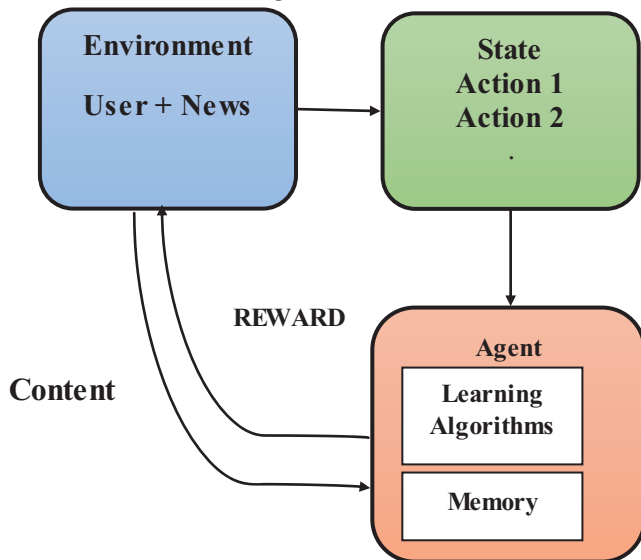 Environment
User + News
State
Action 1
Action 2
.
REWARD
Content
Agent
Learning
Algorithms
Memory